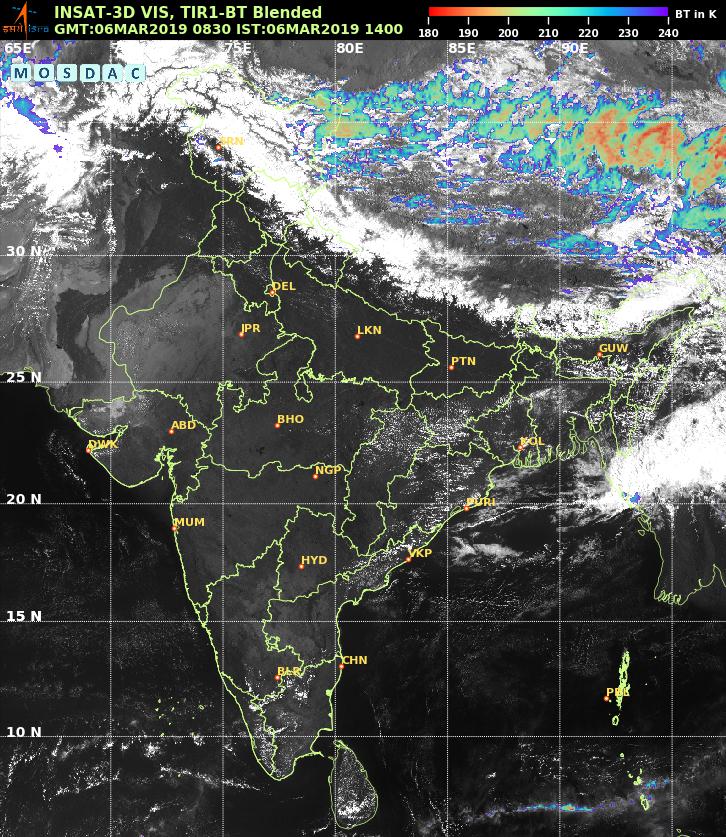 INSAT-3D VIS, TIR1-BT Blended
GMT:06MAR2019 0830 IST:06MAR2019 1400
BT in K
180 190 200 210 220 230 240
65E 75E 80E 85E 90E
MOSDAC
SRN
30 N
DEL
JPR
LKN
GUW
PTN
25 N
BHO
ABD
DWK
KOL
NGP
20 N
PURI
MUM
VKP
HYD
15 N
CHN
BLR
10 N